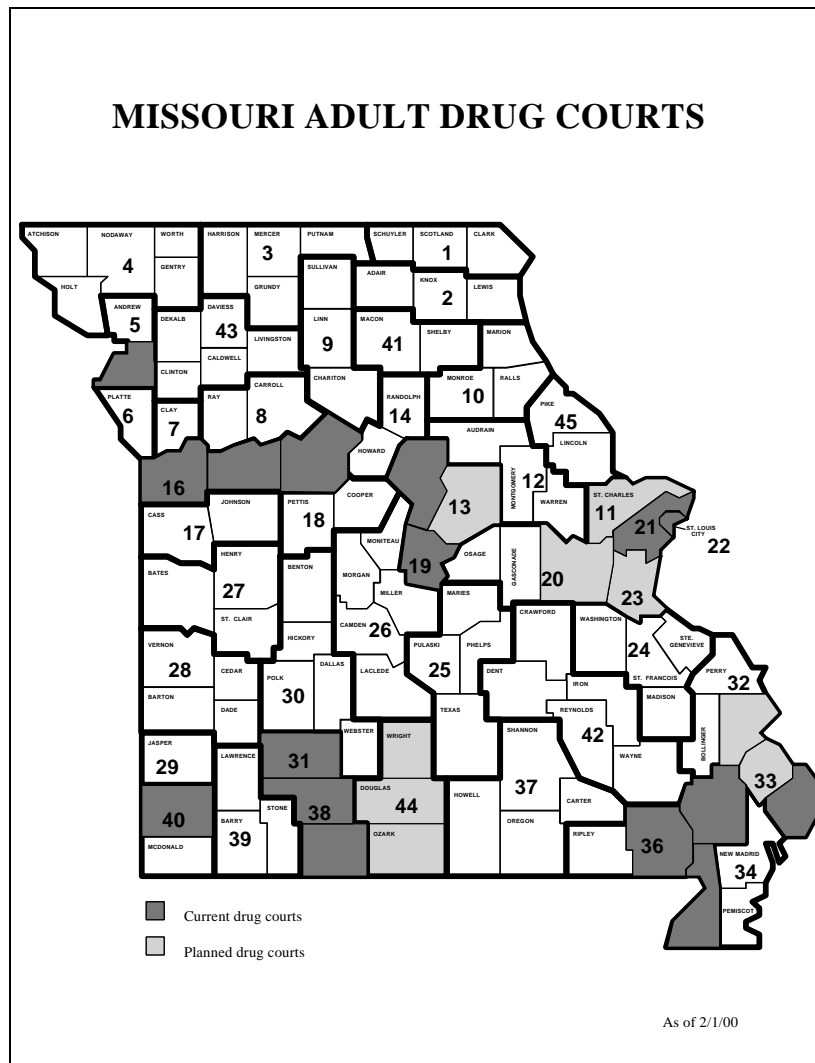 MISSOURI ADULT DRUG COURTS
ATCHISON
NODAWAY
WORTH
HARRISON
MERCER
PUTNAM
SCHUYLER
SCOTLAND
CLARK
3
1
4
GENTRY
SULLIVAN
ADAIR
KNOX
LEWIS
HOLT
GRUNDY
2
ANDREW
5
DEKALB
DAVIESS
43
LINN
9
MACON
41
SHELBY
MARION
LIVINGSTON
CALDWELL
CLINTON
CHARITON
MONROE
RALLS
10
PLATTE
6
CLAY
7
RAY
CARROLL
8
RANDOLPH
14
PIKE
45
AUDRAIN
LINCOLN
HOWARD
16
MONTGOMERY
12
WARREN
ST. CHARLES
11
COOPER
JOHNSON
PETTIS
18
13
CASS
17
21
ST. LOUIS
CITY
22
MONITEAU
HENRY
27
BENTON
OSAGE
GASCONADE
19
20
BATES
MORGAN
MILLER
MARIES
23
ST. CLAIR
CAMDEN
26
CRAWFORD
WASHINGTON
STE.
GENEVIEVE
HICKORY
PULASKI
25
PHELPS
24
VERNON
28
CEDAR
DALLAS
LACLEDE
POLK
30
DENT
IRON
ST. FRANCOIS
PERRY
32
BARTON
DADE
TEXAS
REYNOLDS
42
MADISON
WEBSTER
WRIGHT
SHANNON
BOLLINGER
JASPER
29
LAWRENCE
31
WAYNE
37
33
DOUGLAS
44
HOWELL
CARTER
40
BARRY
39
STONE
38
OREGON
OZARK
RIPLEY
36
MCDONALD
NEW MADRID
34
PEMISCOT
Current drug courts
Planned drug courts
As of 2/1/00